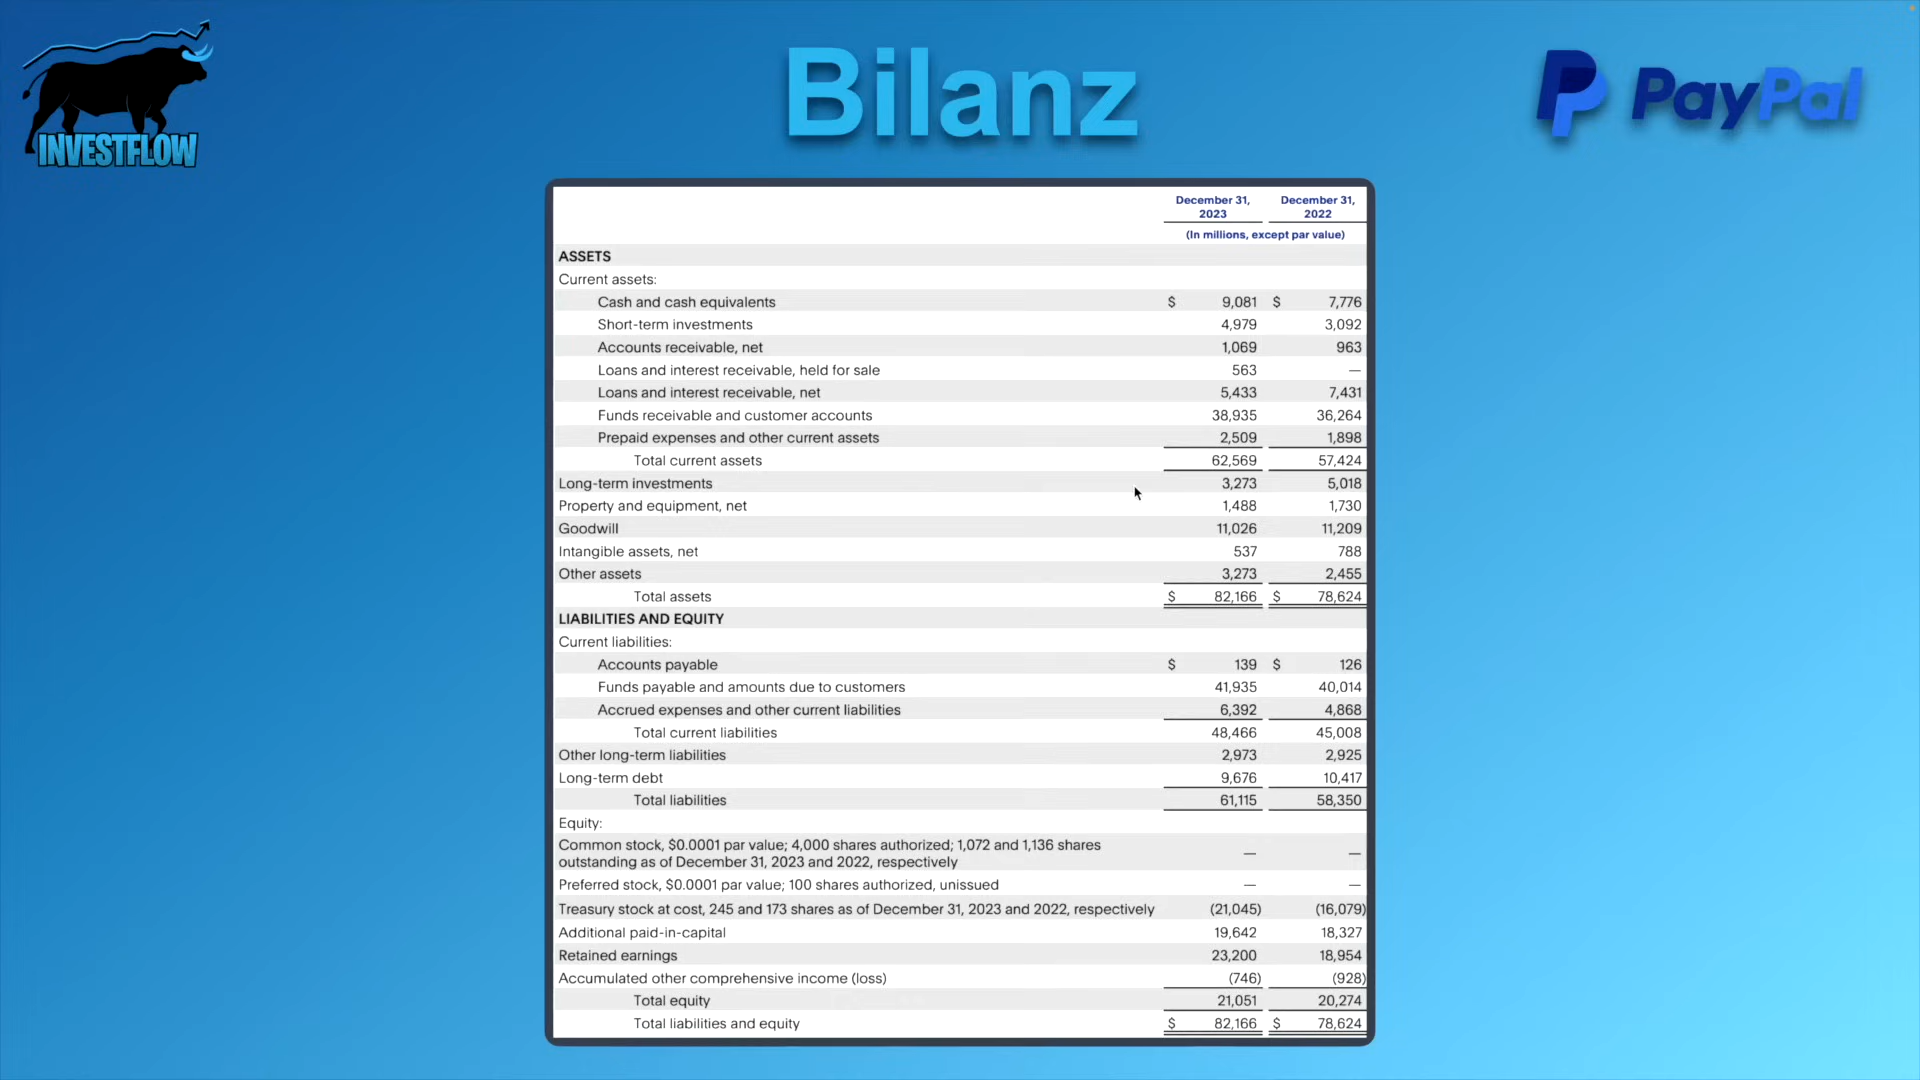 INVESTFLOW
Bilanz
PayPal
December 31, 2023 December 31, 2022
(In millions, except par value)
ASSETS
Current assets:
Cash and cash equivalents $ 9,081 $ 7,776
Short-term investments 4,979 3,092
Accounts receivable, net 1,069 963
Loans and interest receivable, held for sale 563 —
Loans and interest receivable, net 5,433 7,431
Funds receivable and customer accounts 38,935 36,264
Prepaid expenses and other current assets 2,509 1,898
Total current assets 62,569 57,424
Long-term investments 3,273 5,018
Property and equipment, net 1,488 1,730
Goodwill 11,026 11,209
Intangible assets, net 537 788
Other assets 3,273 2,455
Total assets $ 82,166 $ 78,624
LIABILITIES AND EQUITY
Current liabilities:
Accounts payable $ 139 $ 126
Funds payable and amounts due to customers 41,935 40,014
Accrued expenses and other current liabilities 6,392 4,868
Total current liabilities 48,466 45,008
Other long-term liabilities 2,973 2,925
Long-term debt 9,676 10,417
Total liabilities 61,115 58,350
Equity:
Common stock, $0.0001 par value; 4,000 shares authorized; 1,072 and 1,136 shares
outstanding as of December 31, 2023 and 2022, respectively — —
Preferred stock, $0.0001 par value; 100 shares authorized, unissued — —
Treasury stock at cost, 245 and 173 shares as of December 31, 2023 and 2022, respectively (21,045) (16,079)
Additional paid-in-capital 19,642 18,327
Retained earnings 23,200 18,954
Accumulated other comprehensive income (loss) (746) (928)
Total equity 21,051 20,274
Total liabilities and equity $ 82,166 $ 78,624